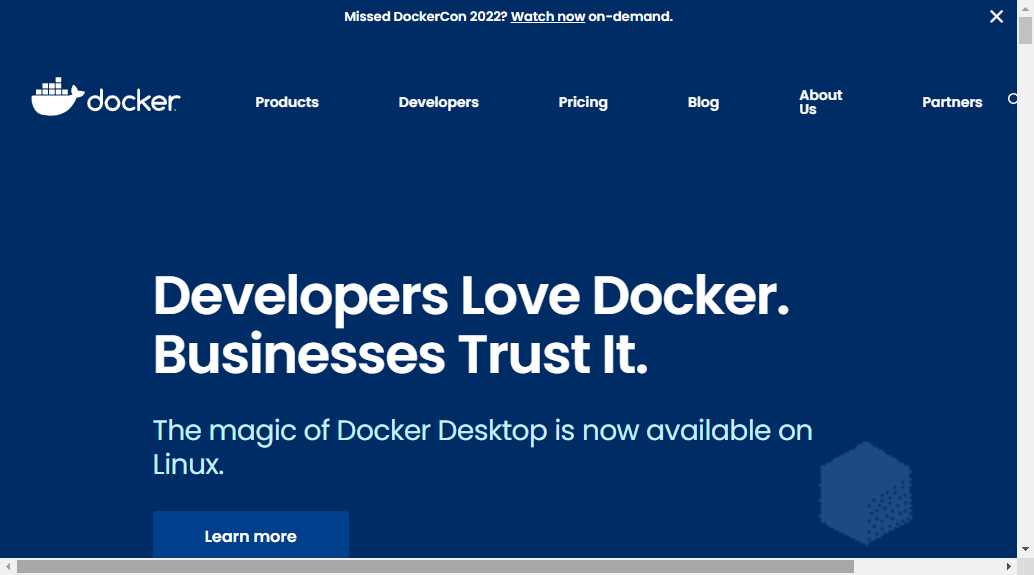 Missed DockerCon 2022? Watch now on-demand.
docker
Products
Developers
Pricing
Blog
About
Us
Partners
Developers Love Docker.
Businesses Trust It.
The magic of Docker Desktop is now available on
Linux.
Learn more